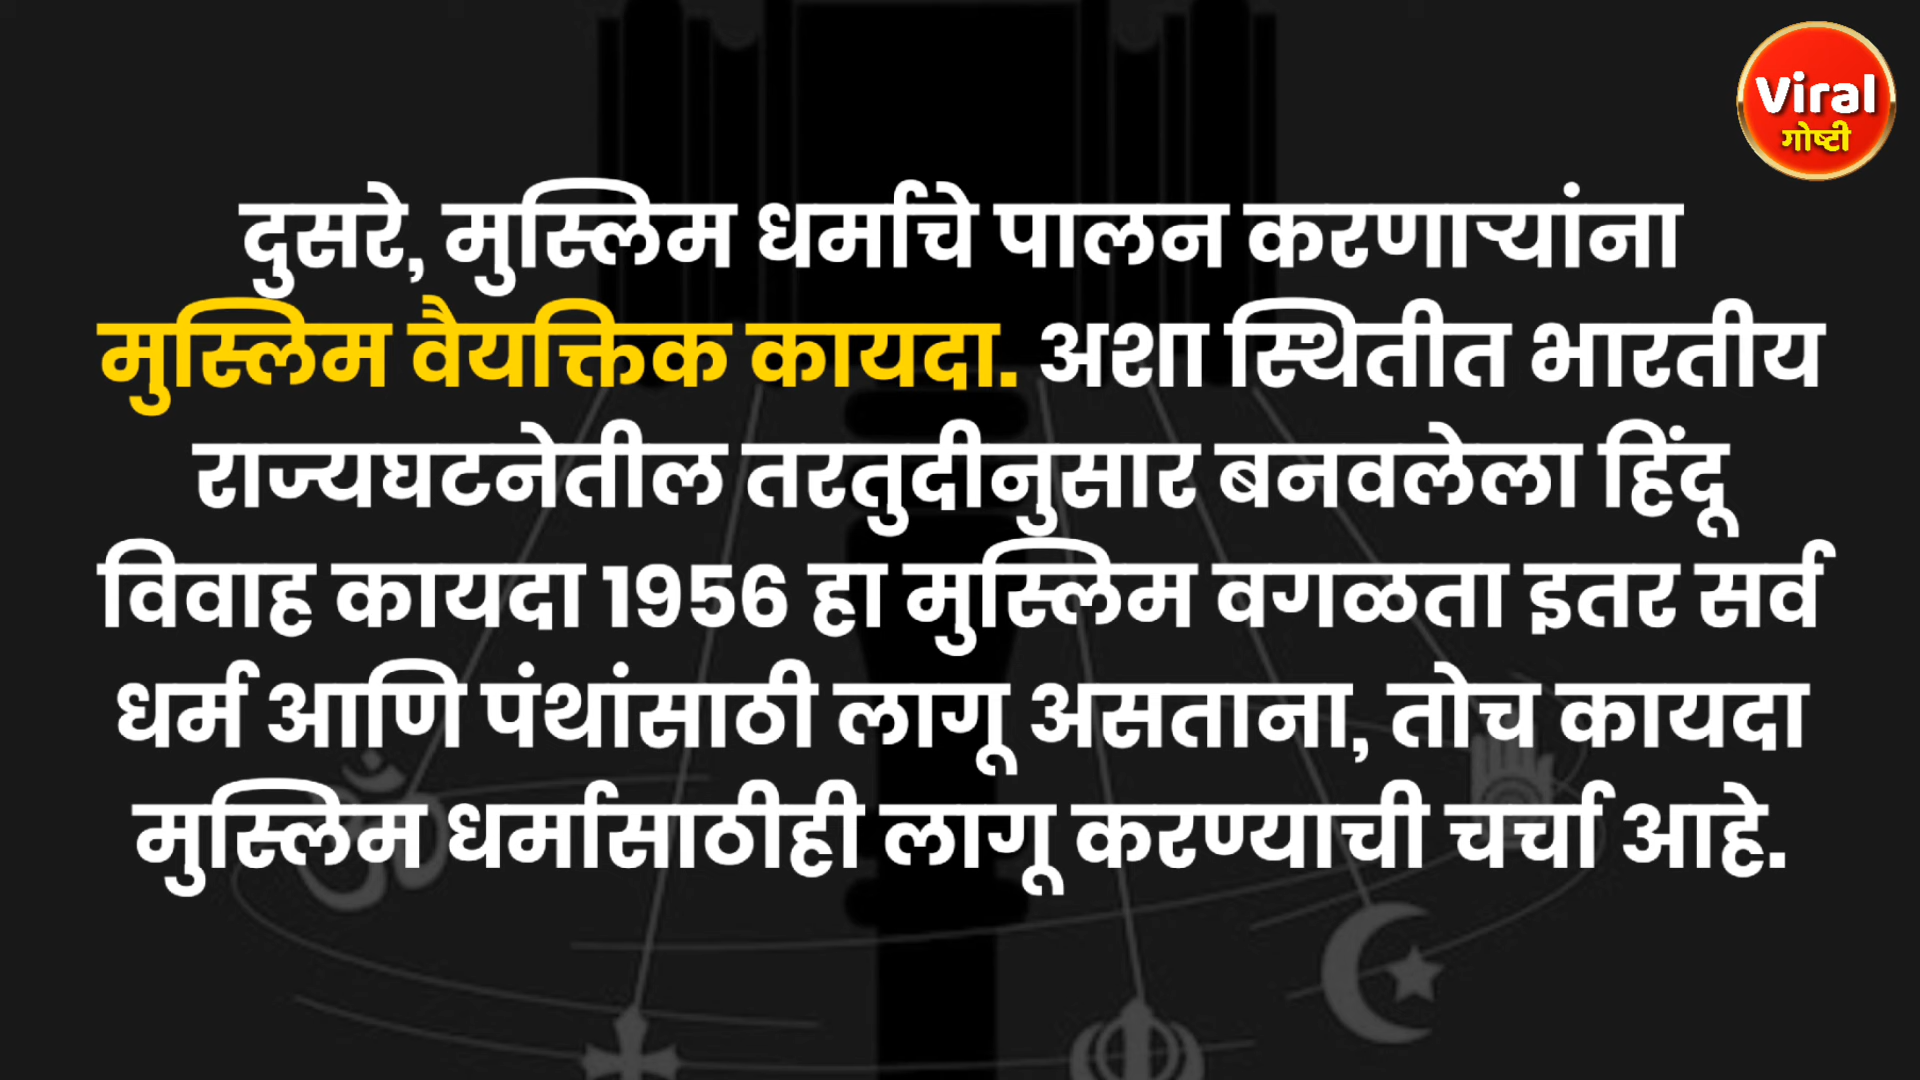 Viral
गोष्टी
दुसरे, मुस्लिम धर्माचे पालन करणाऱ्यांना
मुस्लिम वैयक्तिक कायदा. अशा स्थितीत भारतीय
राज्यघटनेतील तरतुदीनुसार बनवलेला हिंदू
विवाह कायदा 1956 हा मुस्लिम वगळता इतर सर्व
धर्म आणि पंथांसाठी लागू असताना, तोच कायदा
मुस्लिम धर्मासाठीही लागू करण्याची चर्चा आहे.